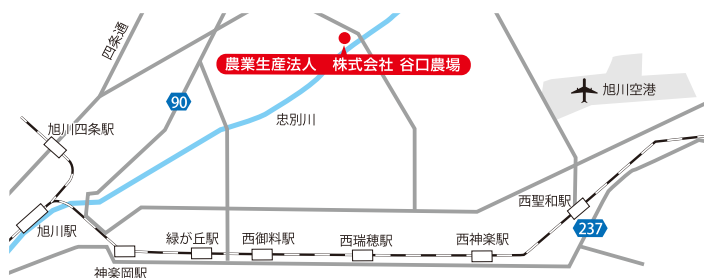 四条通
農業生産法人　株式会社 谷口農場
90
旭川空港
忠別川
旭川四条駅
西聖和駅
237
旭川駅
緑が丘駅
西御料駅
西瑞穂駅
西神楽駅
神楽岡駅